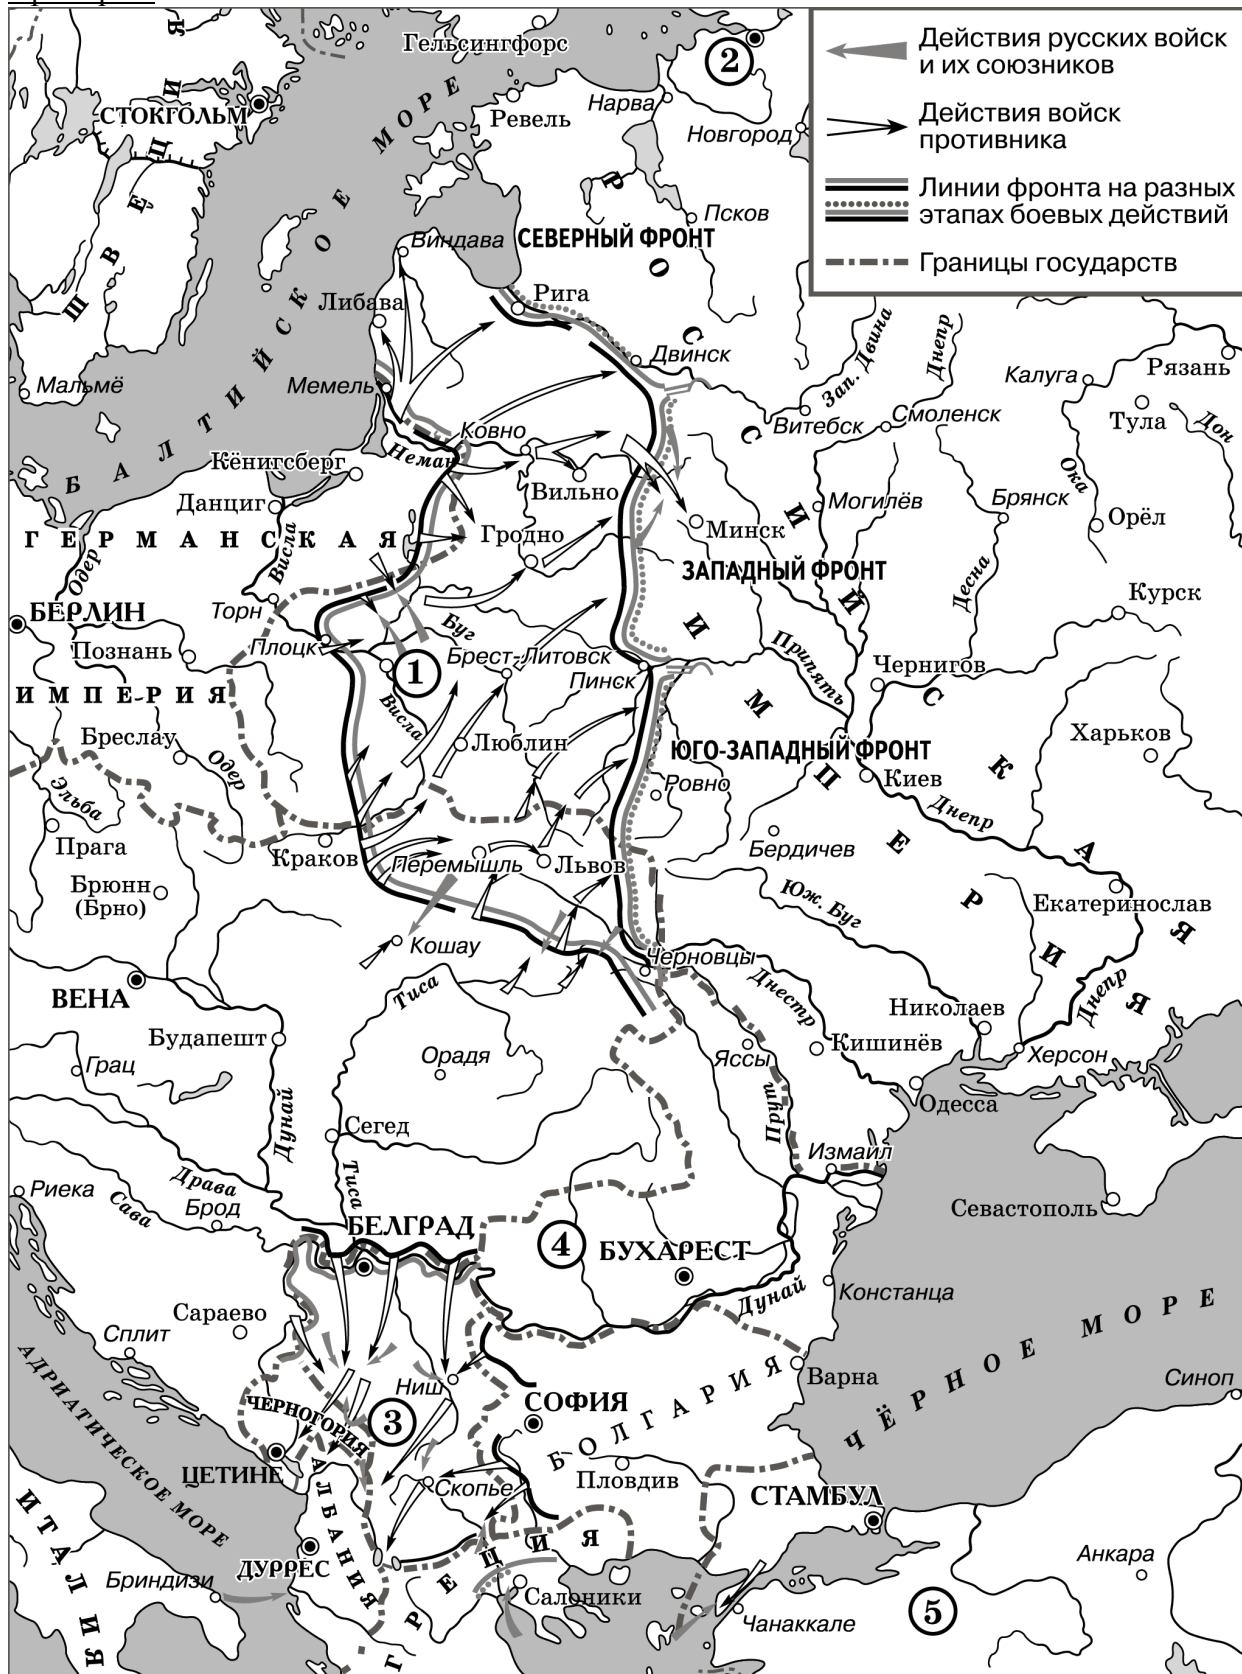 Гельсингфорс
2
СТОКГОЛЬМ
Ревель
Нарва
Новгород
Действия русских войск
и их союзников
Действия войск
противника
Линии фронта на разных
этапах боевых действий
Границы государств
ШВЕЦИЯ
БАЛТИЙСКОЕ МОРЕ
РОССИЙСКАЯ
ИМПЕРИЯ
Псков
Виндава
СЕВЕРНЫЙ ФРОНТ
Либава
Рига
Двинск
Мальмё
Мемель
Зап. Двина
Днепр
Калуга
Рязань
Тула
Дон
Витебск
Смоленск
Ковно
Неман
Кёнигсберг
Данциг
Вильно
Могилёв
Брянск
Ока
Орёл
ГЕРМАНСКАЯ
ИМПЕРИЯ
Одер
Висла
Гродно
Минск
ЗАПАДНЫЙ ФРОНТ
Десна
Курск
БЕРЛИН
Торн
Плоцк
Познань
1
Буг
Брест-Литовск
Пинск
Припять
Чернигов
Висла
Бреслау
Одер
Люблин
ЮГО-ЗАПАДНЫЙ ФРОНТ
Ровно
Киев
Харьков
Днепр
Эльба
Прага
Краков
Перемышль
Львов
Бердичев
Брюнн
(Брно)
Юж. Буг
Екатеринослав
Кошау
Черновцы
ВЕНА
Тиса
Днестр
Днепр
Николаев
Будапешт
Орадя
Яссы
Кишинёв
Херсон
Грац
Дунай
Прут
Одесса
Сегед
Измаил
Тиса
Драва
Риека
Сава
Брод
БЕЛГРАД
4
БУХАРЕСТ
Севастополь
Дунай
Констанца
Сараево
Сплит
АДРИАТИЧЕСКОЕ МОРЕ
ЧЁРНОЕ МОРЕ
Ниш
Варна
Синоп
ЧЕРНОГОРИЯ
3
СОФИЯ
БОЛГАРИЯ
ЦЕТИНЕ
Скопье
Пловдив
СТАМБУЛ
ИТАЛИЯ
АЛБАНИЯ
ДУРРЕС
ГРЕЦИЯ
Бриндизи
Салоники
Чанаккале
Анкара
5